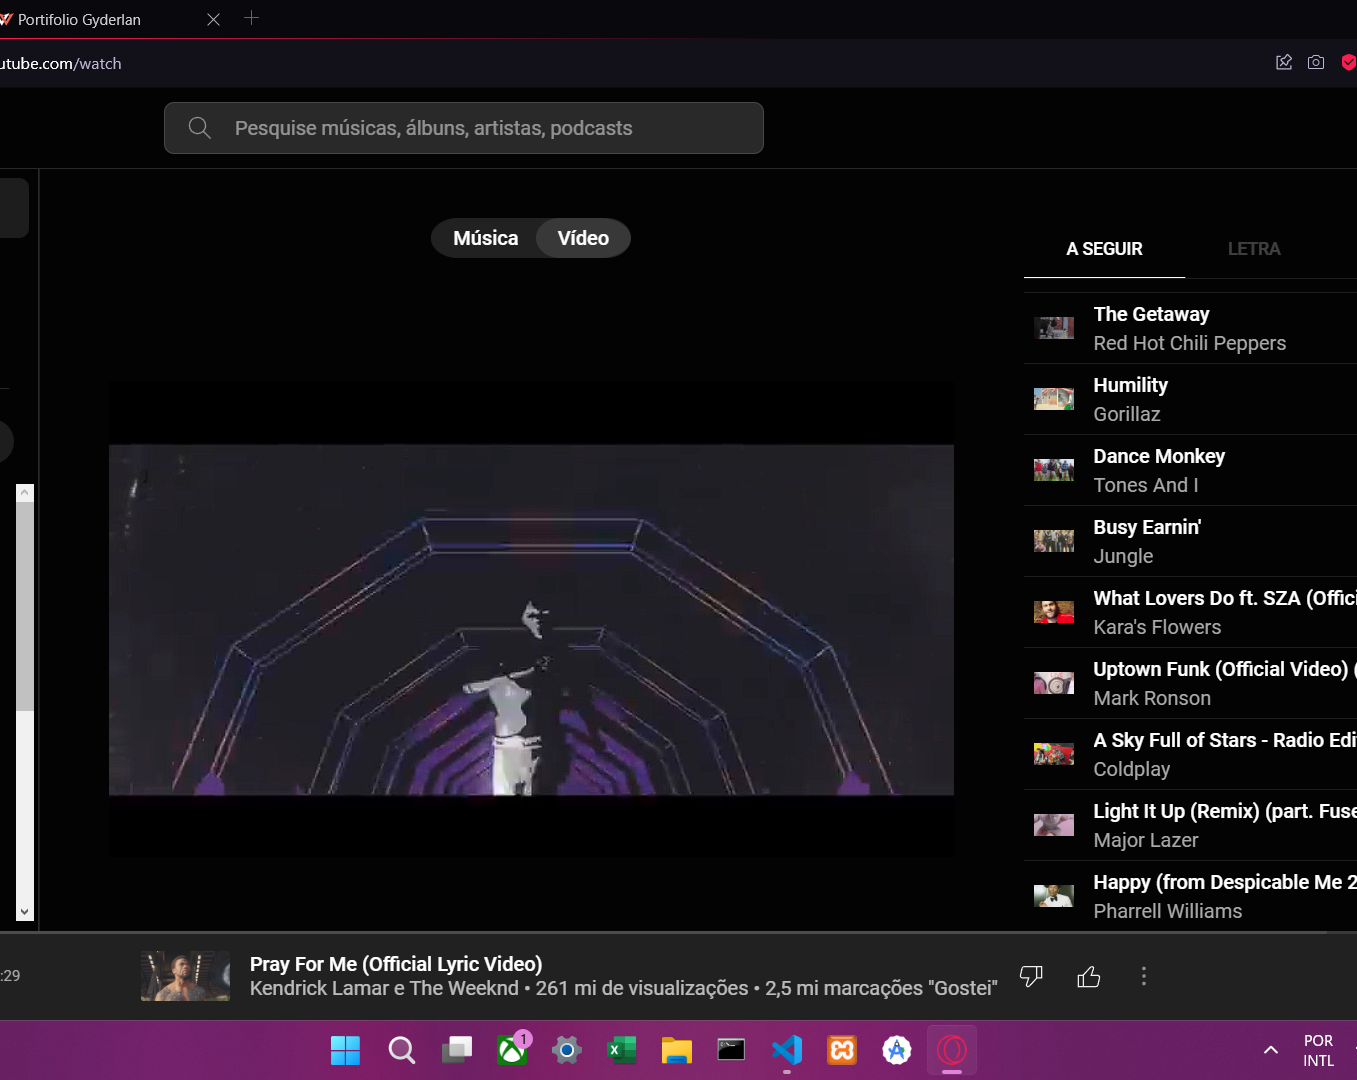 Portifolio Gyderlan
utube.com/watch
Pesquise músicas, álbuns, artistas, podcasts
Música
Vídeo
A SEGUIR
LETRA
The Getaway
Red Hot Chili Peppers
Humility
Gorillaz
Dance Monkey
Tones And I
Busy Earnin'
Jungle
What Lovers Do ft. SZA (Offici
Kara's Flowers
Uptown Funk (Official Video) (
Mark Ronson
A Sky Full of Stars - Radio Edi
Coldplay
Light It Up (Remix) (part. Fuse
Major Lazer
Happy (from Despicable Me 2
Pharrell Williams
:29
Pray For Me (Official Lyric Video)
Kendrick Lamar e The Weeknd • 261 mi de visualizações • 2,5 mi marcações "Gostei"
1
POR
INTL